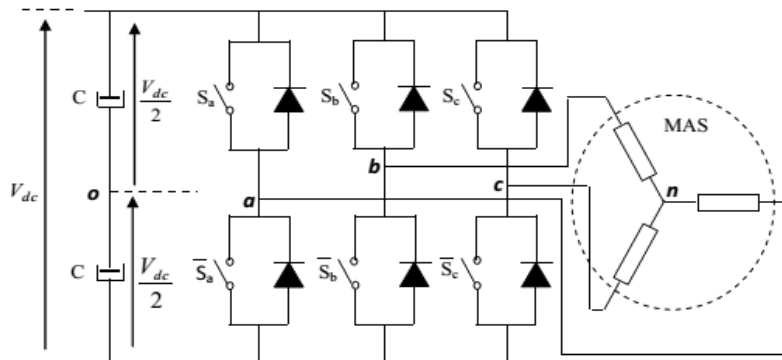 C
V_dc/2
S_a
S_b
S_c
MAS
b
c
n
V_dc
o
a
C
V_dc/2
S̅_a
S̅_b
S̅_c